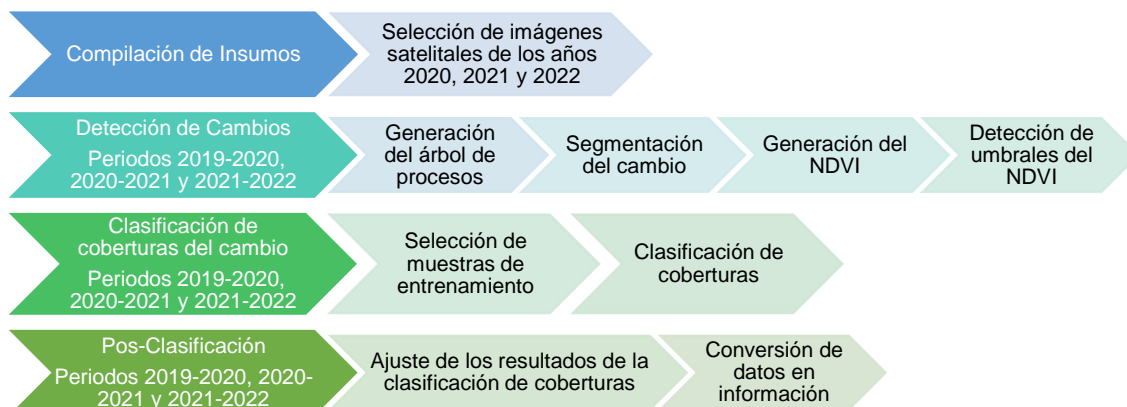 Compilación de Insumos
Selección de imágenes
satelitales de los años
2020, 2021 y 2022
Detección de Cambios
Periodos 2019-2020,
2020-2021 y 2021-2022
Generación
del árbol de
procesos
Segmentación
del cambio
Generación del
NDVI
Detección de
umbrales del
NDVI
Clasificación de
coberturas del cambio
Periodos 2019-2020,
2020-2021 y 2021-2022
Selección de
muestras de
entrenamiento
Clasificación de
coberturas
Pos-Clasificación
Periodos 2019-2020, 2020-
2021 y 2021-2022
Ajuste de los resultados de la
clasificación de coberturas
Conversión de
datos en
información